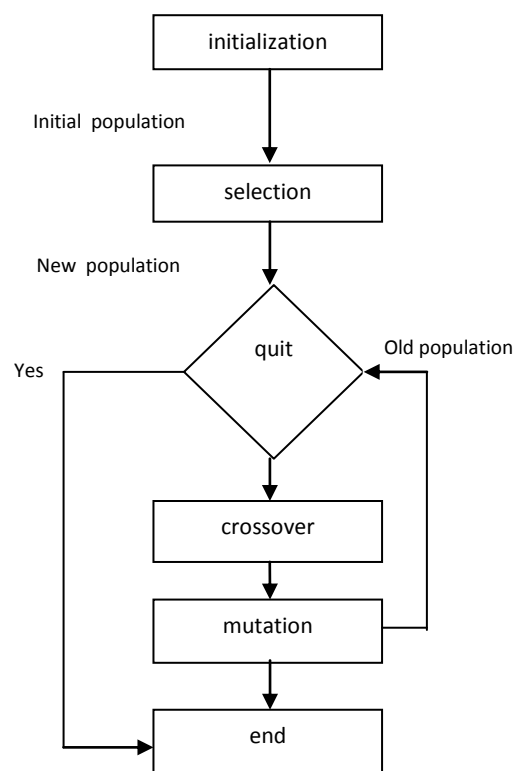 initialization
Initial population
selection
New population
quit
Old population
Yes
crossover
mutation
end